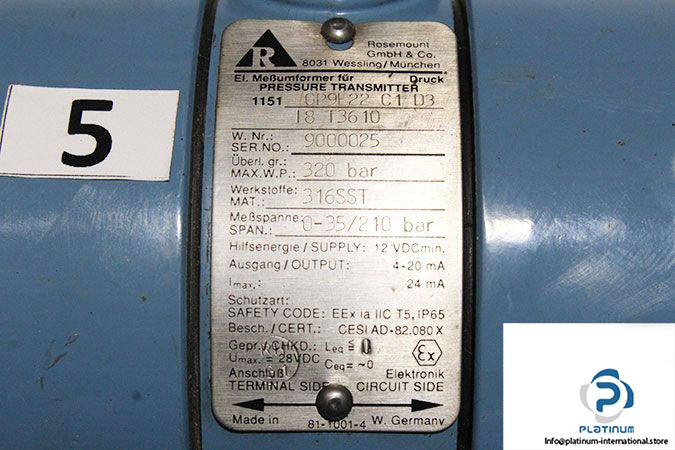 5
R
Rosemount
GmbH & Co.
8031 Wessling/München
El. Meßumformer für Druck
PRESSURE TRANSMITTER
1151 GP9E22 C1 D3
I8 T3610
W. Nr.:
SER.NO.: 9000025
Überl. gr.:
MAX.W.P.: 320 bar
Werkstoffe:
MAT.: 316SST
Meßspanne:
SPAN.: 0-35/210 bar
Hilfsenergie/SUPPLY: 12 VDCmin.
Ausgang/OUTPUT: 4-20 mA
Imax.: 24 mA
Schutzart:
SAFETY CODE: EEx ia IIC T5, IP65
Besch./CERT.: CESI AD-82.080 X
Gepr./CHKD.: Leq ≦ 0
Umax. = 28VDC Ceq = ~0
Ex
Anschluß Elektronik
TERMINAL SIDE CIRCUIT SIDE
Made in 81-1001-4 W. Germany
PLATINUM
Info@platinum-international.store